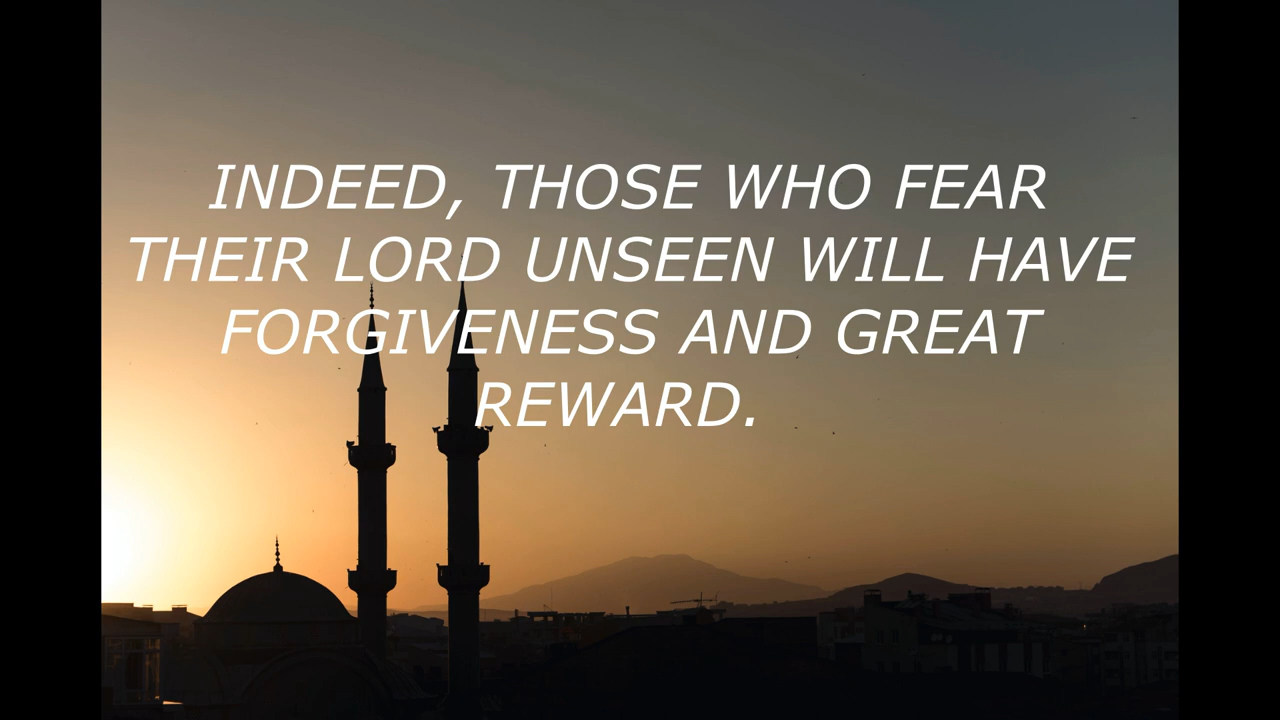 INDEED, THOSE WHO FEAR
THEIR LORD UNSEEN WILL HAVE
FORGIVENESS AND GREAT
REWARD.